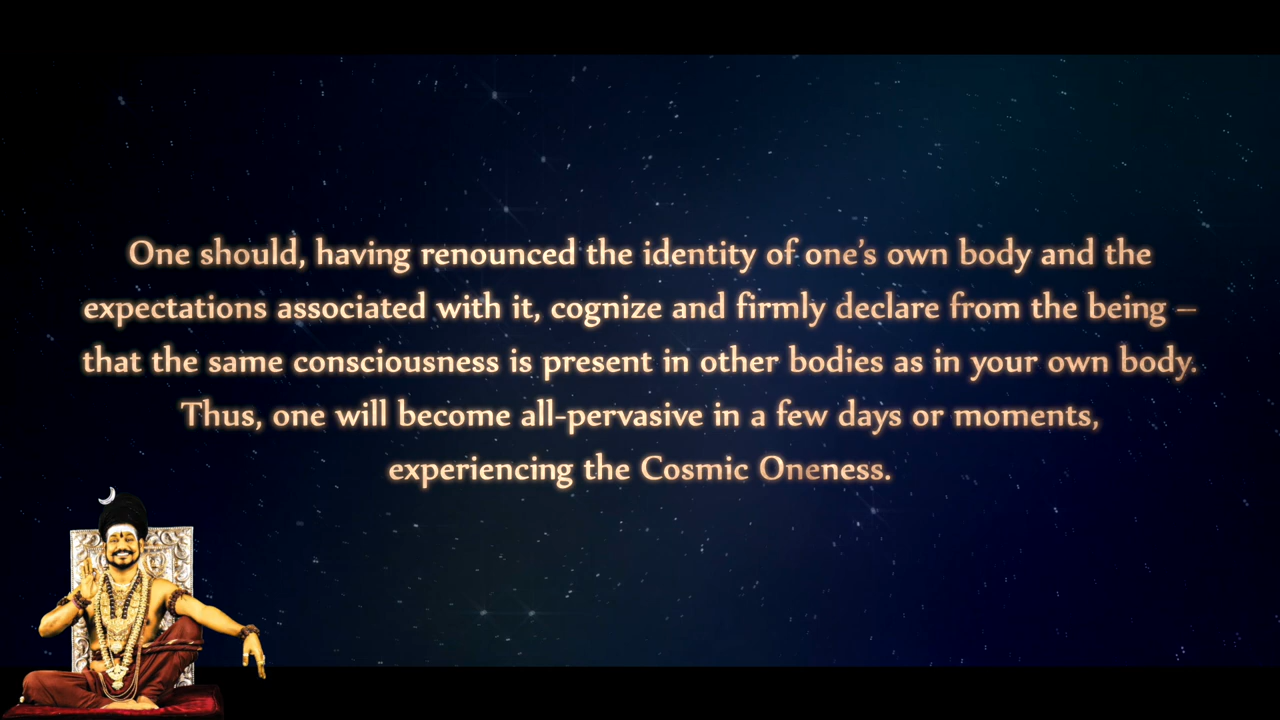 One should, having renounced the identity of one’s own body and the
expectations associated with it, cognize and firmly declare from the being –
that the same consciousness is present in other bodies as in your own body.
Thus, one will become all-pervasive in a few days or moments,
experiencing the Cosmic Oneness.